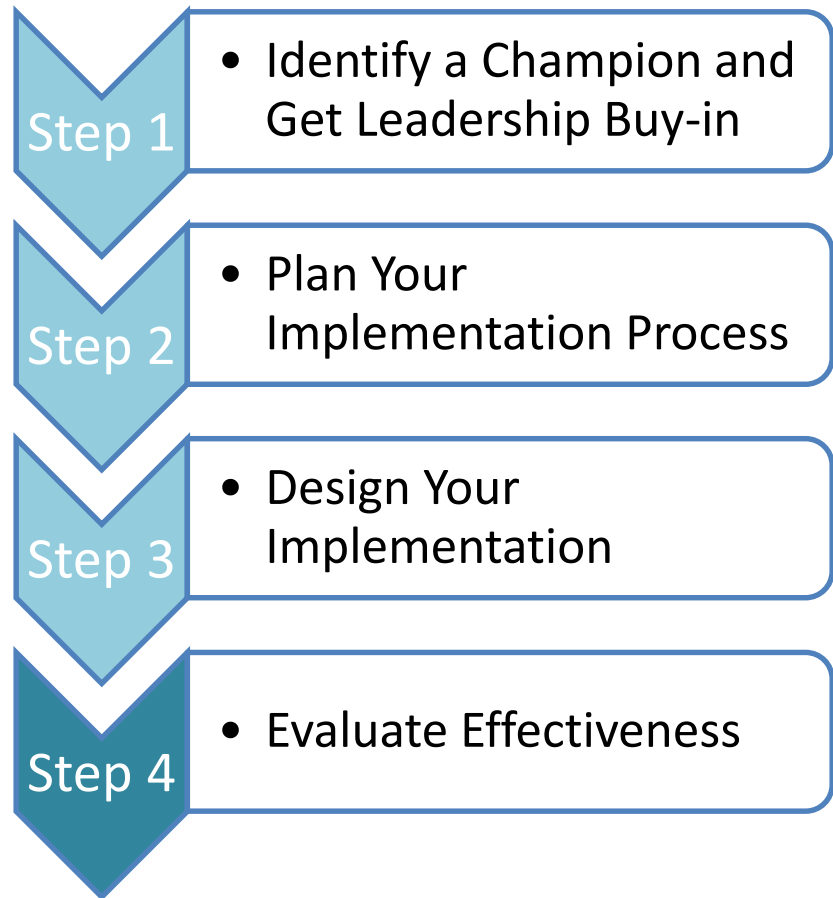 Step 1
• Identify a Champion and
Get Leadership Buy-in
Step 2
• Plan Your
Implementation Process
Step 3
• Design Your
Implementation
Step 4
• Evaluate Effectiveness